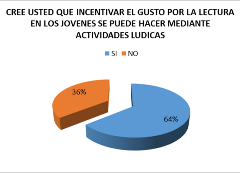 CREE USTED QUE INCENTIVAR EL GUSTO POR LA LECTURA
EN LOS JOVENES SE PUEDE HACER MEDIANTE
ACTIVIDADES LUDICAS
SI NO
36%
64%